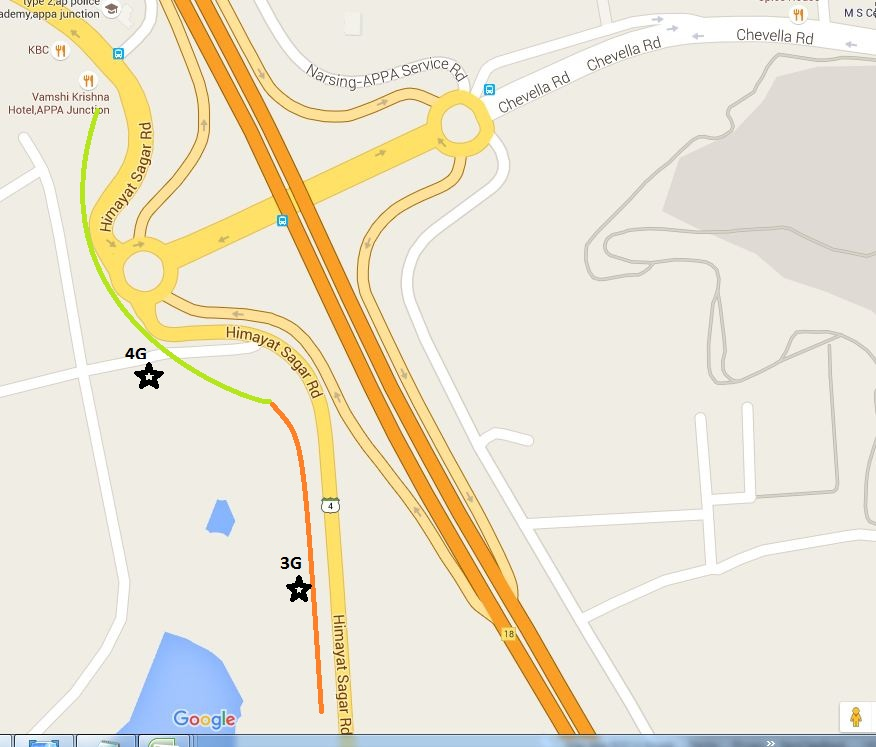 type 2,ap police
ademy,appa junction
KBC
Vamshi Krishna
Hotel,APPA Junction
Himayat Sagar Rd
Narsing-APPA Service Rd
Chevella Rd
Chevella Rd
Chevella Rd
M S C
Himayat Sagar Rd
4G
4
3G
Himayat Sagar Rd
18
Google